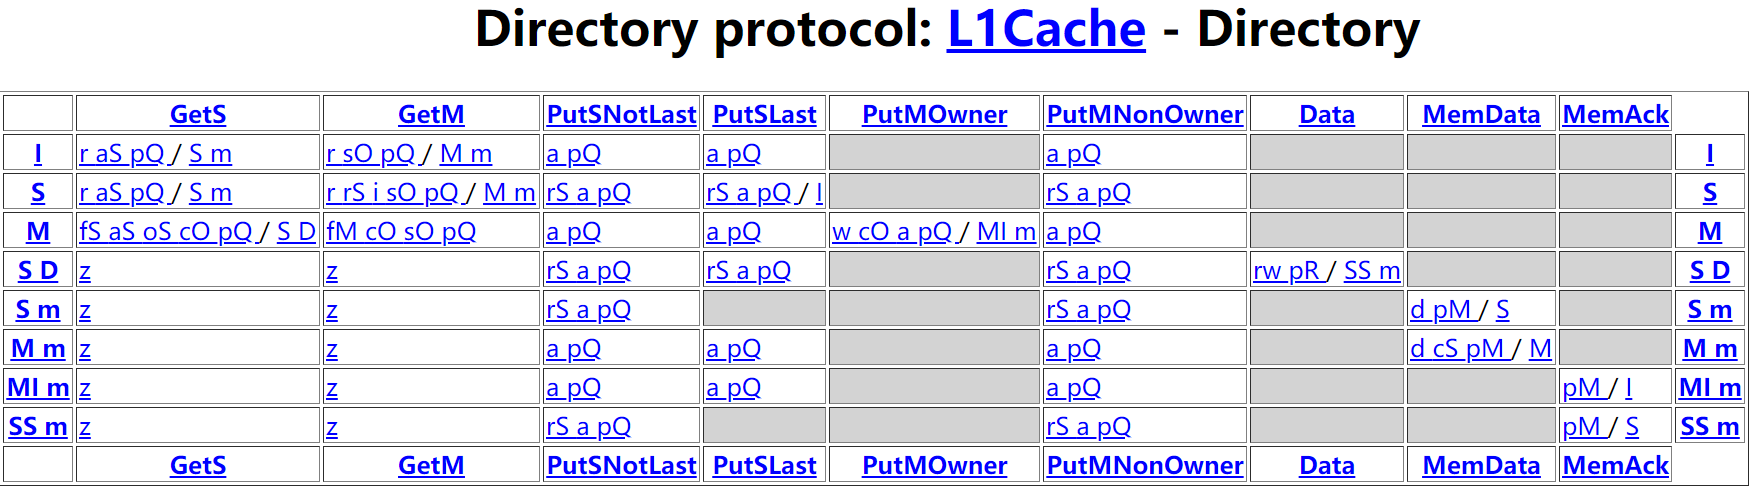 Directory protocol: L1Cache - Directory
GetS GetM PutSNotLast PutSLast PutMOwner PutMNonOwner Data MemData MemAck
I r aS pQ / S m r sO pQ / M m a pQ a pQ a pQ I
S r aS pQ / S m r rS i sO pQ / M m rS a pQ rS a pQ / I rS a pQ S
M fS aS oS cO pQ / S D fM cO sO pQ a pQ a pQ w cO a pQ / MI m a pQ M
S D z z rS a pQ rS a pQ rS a pQ rw pR / SS m S D
S m z z rS a pQ rS a pQ d pM / S S m
M m z z a pQ a pQ a pQ d cS pM / M M m
MI m z z a pQ a pQ a pQ pM / I MI m
SS m z z rS a pQ rS a pQ pM / S SS m
GetS GetM PutSNotLast PutSLast PutMOwner PutMNonOwner Data MemData MemAck